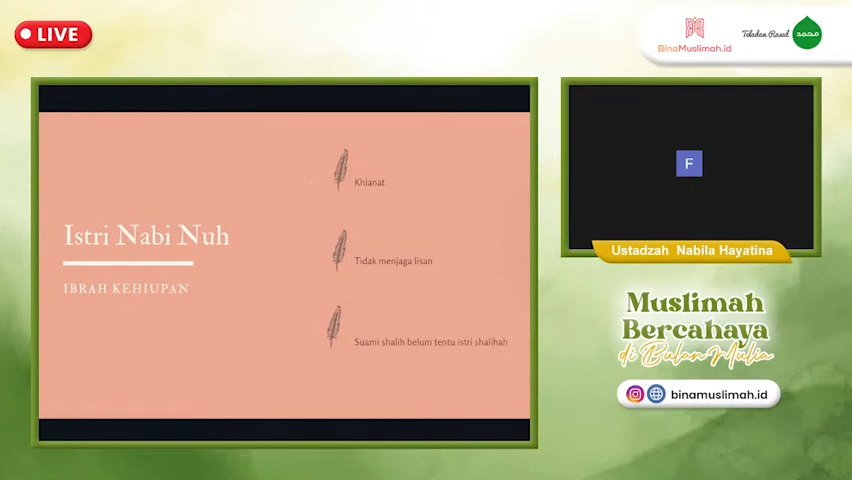 LIVE
BinaMuslimah.id
Teladan Rasul
محمد
Istri Nabi Nuh
IBRAH KEHIUPAN
Khianat
Tidak menjaga lisan
Suami shalih belum tentu istri shalihah
F
Ustadzah Nabila Hayatina
Muslimah
Bercahaya
di Bulan Mulia
binamuslimah.id